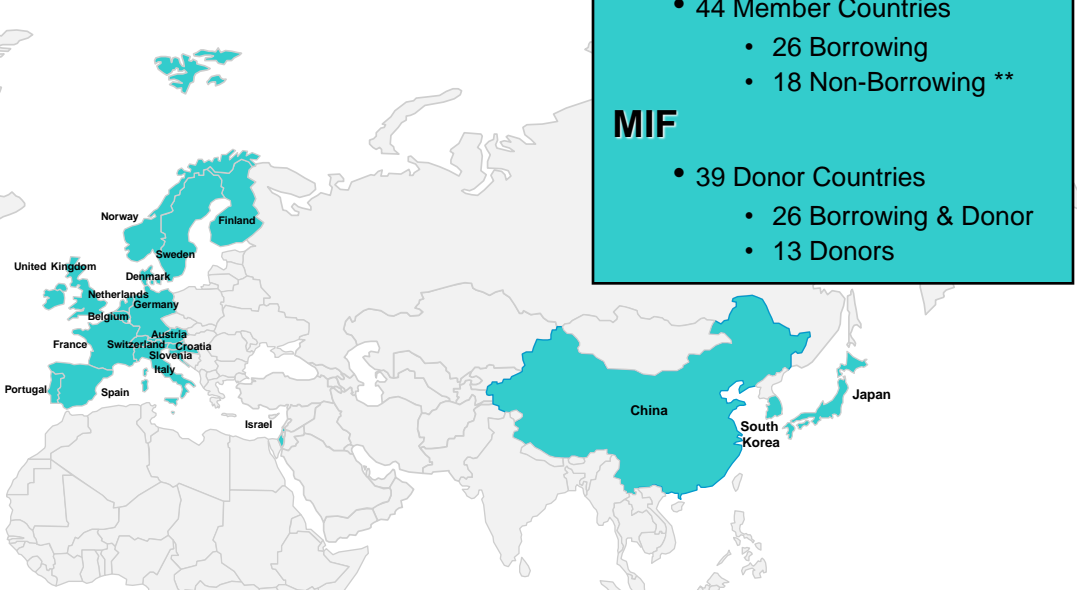 • 44 Member Countries
• 26 Borrowing
• 18 Non-Borrowing **
MIF
• 39 Donor Countries
• 26 Borrowing & Donor
• 13 Donors
Norway
Finland
Sweden
United Kingdom
Denmark
Netherlands
Germany
Belgium
Austria
France
Switzerland
Croatia
Slovenia
Italy
Portugal
Spain
Israel
China
Japan
South
Korea